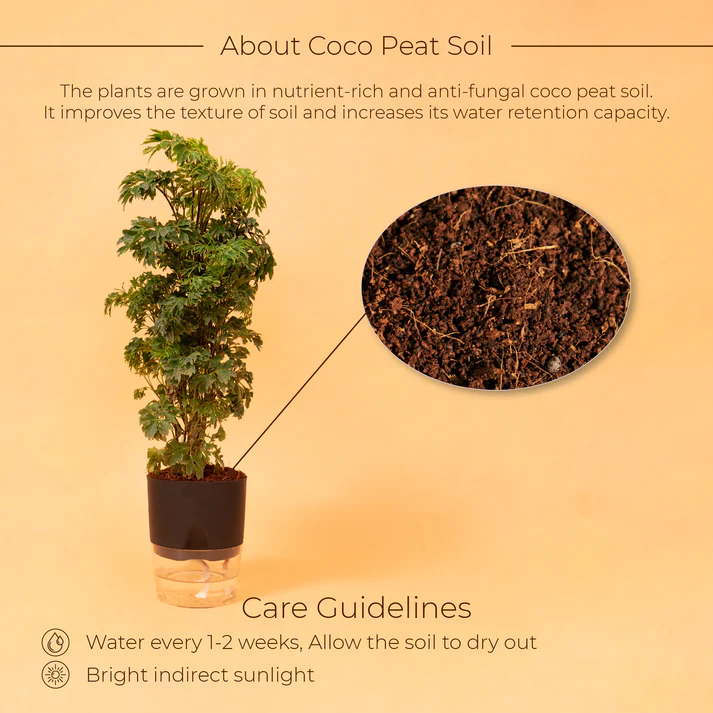 About Coco Peat Soil
The plants are grown in nutrient-rich and anti-fungal coco peat soil.
It improves the texture of soil and increases its water retention capacity.
Care Guidelines
Water every 1-2 weeks, Allow the soil to dry out
Bright indirect sunlight